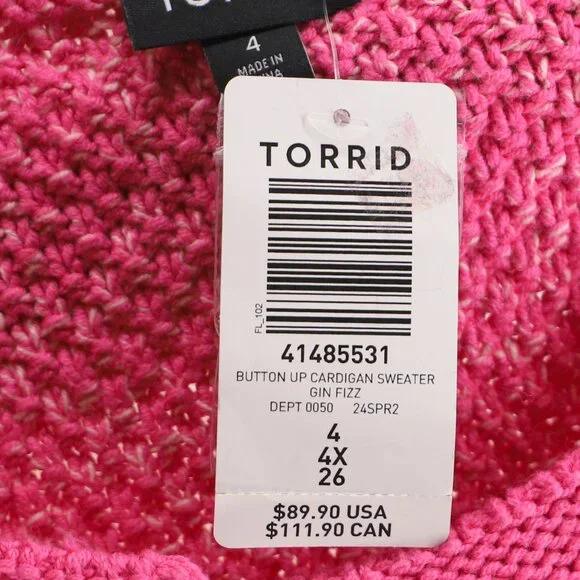 4
MADE IN
TORRID
FL_102
41485531
BUTTON UP CARDIGAN SWEATER
GIN FIZZ
DEPT 0050 24SPR2
4
4X
26
$89.90 USA
$111.90 CAN